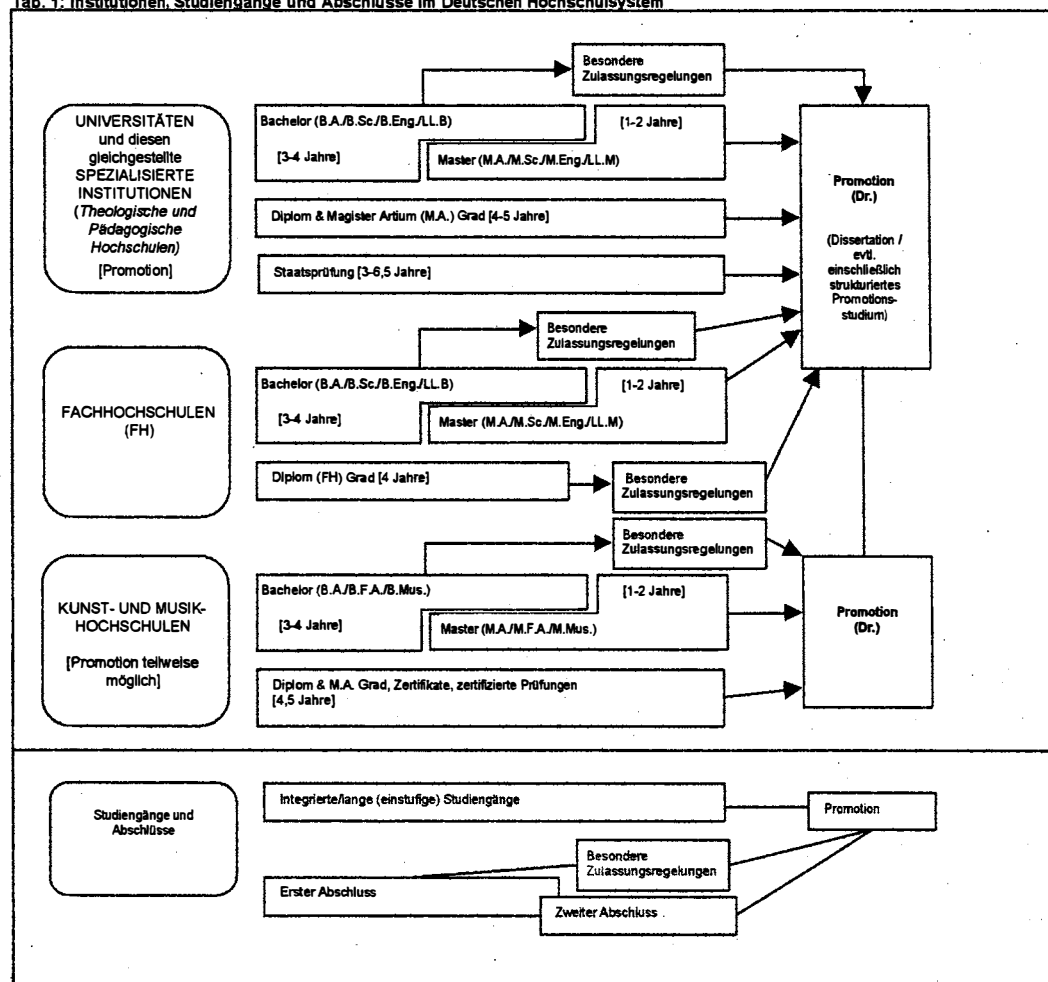 Tab. 1: Institutionen, Studiengänge und Abschlüsse im Deutschen Hochschulsystem
UNIVERSITÄTEN
und diesen
gleichgestellte
SPEZIALISIERTE
INSTITUTIONEN
(Theologische und
Pädagogische
Hochschulen)
[Promotion]
Besondere
Zulassungsregelungen
Bachelor (B.A./B.Sc./B.Eng./LL.B)
[3-4 Jahre]
[1-2 Jahre]
Master (M.A./M.Sc./M.Eng./LL.M)
Diplom & Magister Artium (M.A.) Grad [4-5 Jahre]
Staatsprüfung [3-6,5 Jahre]
Promotion
(Dr.)
(Dissertation /
evtl.
einschließlich
strukturiertes
Promotions-
studium)
FACHHOCHSCHULEN
(FH)
Besondere
Zulassungsregelungen
Bachelor (B.A./B.Sc./B.Eng./LL.B)
[3-4 Jahre]
[1-2 Jahre]
Master (M.A./M.Sc./M.Eng./LL.M)
Diplom (FH) Grad [4 Jahre]
Besondere
Zulassungsregelungen
KUNST- UND MUSIK-
HOCHSCHULEN
[Promotion teilweise
möglich]
Besondere
Zulassungsregelungen
Bachelor (B.A./B.F.A./B.Mus.)
[3-4 Jahre]
[1-2 Jahre]
Master (M.A./M.F.A./M.Mus.)
Diplom & M.A. Grad, Zertifikate, zertifizierte Prüfungen
[4,5 Jahre]
Promotion
(Dr.)
Studiengänge und
Abschlüsse
Integrierte/lange (einstufige) Studiengänge
Promotion
Besondere
Zulassungsregelungen
Erster Abschluss
Zweiter Abschluss